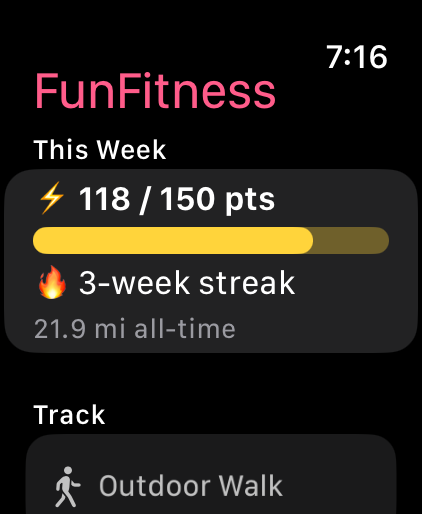 7:16
FunFitness
This Week
⚡ 118 / 150 pts
🔥 3-week streak
21.9 mi all-time
Track
Outdoor Walk